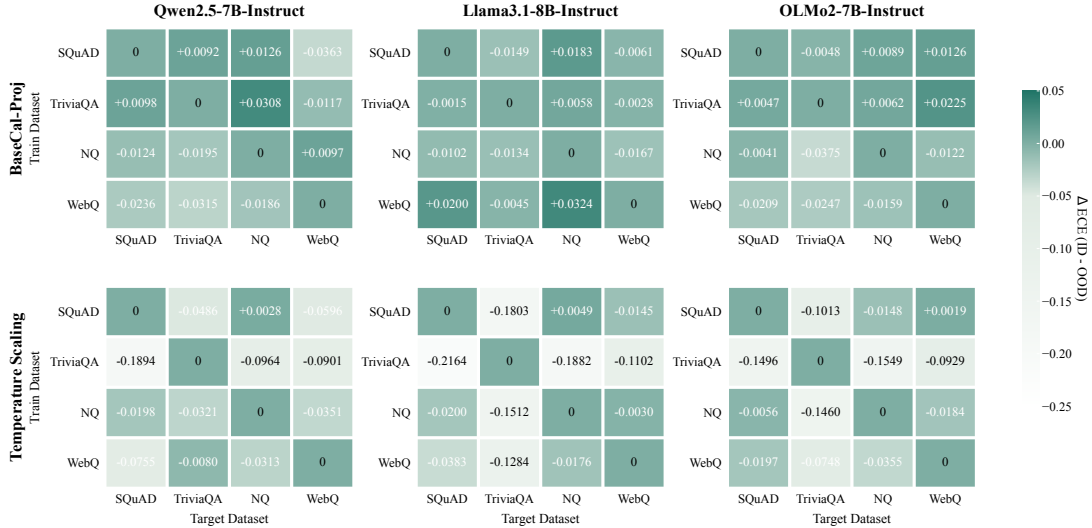 Qwen2.5-7B-Instruct Llama3.1-8B-Instruct OLMo2-7B-Instruct
BaseCal-Proj
Train Dataset
SQuAD 0 +0.0092 +0.0126 -0.0363 SQuAD 0 -0.0149 +0.0183 -0.0061 SQuAD 0 -0.0048 +0.0089 +0.0126
TriviaQA +0.0098 0 +0.0308 -0.0117 TriviaQA -0.0015 0 +0.0058 -0.0028 TriviaQA +0.0047 0 +0.0062 +0.0225
NQ -0.0124 -0.0195 0 +0.0097 NQ -0.0102 -0.0134 0 -0.0167 NQ -0.0041 -0.0375 0 -0.0122
WebQ -0.0236 -0.0315 -0.0186 0 WebQ +0.0200 -0.0045 +0.0324 0 WebQ -0.0209 -0.0247 -0.0159 0
SQuAD TriviaQA NQ WebQ SQuAD TriviaQA NQ WebQ SQuAD TriviaQA NQ WebQ
Temperature Scaling
Train Dataset
SQuAD 0 -0.0486 +0.0028 -0.0596 SQuAD 0 -0.1803 +0.0049 -0.0145 SQuAD 0 -0.1013 -0.0148 +0.0019
TriviaQA -0.1894 0 -0.0964 -0.0901 TriviaQA -0.2164 0 -0.1882 -0.1102 TriviaQA -0.1496 0 -0.1549 -0.0929
NQ -0.0198 -0.0321 0 -0.0351 NQ -0.0200 -0.1512 0 -0.0030 NQ -0.0056 -0.1460 0 -0.0184
WebQ -0.0755 -0.0080 -0.0313 0 WebQ -0.0383 -0.1284 -0.0176 0 WebQ -0.0197 -0.0748 -0.0355 0
SQuAD TriviaQA NQ WebQ SQuAD TriviaQA NQ WebQ SQuAD TriviaQA NQ WebQ
Target Dataset Target Dataset Target Dataset
0.05
0.00
−0.05
−0.10
−0.15
−0.20
−0.25
Δ ECE (ID - OOD)